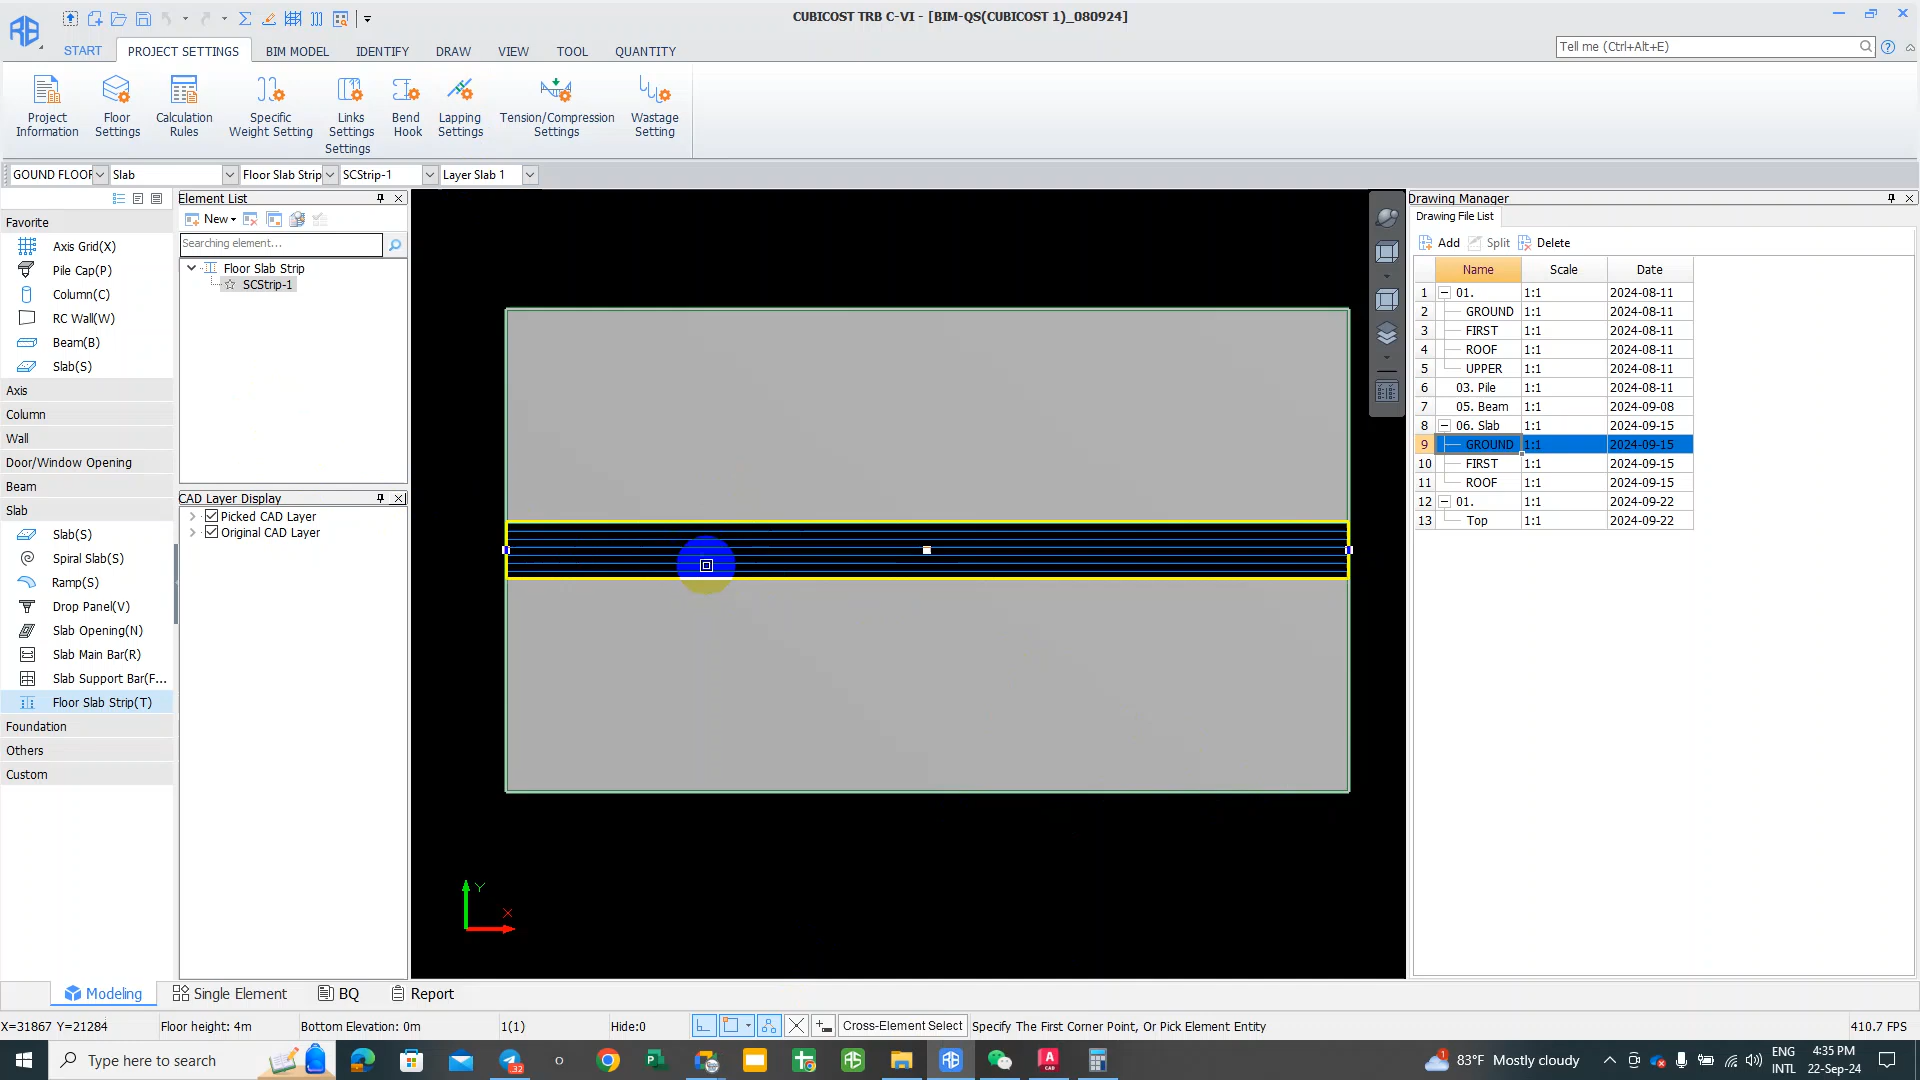 CUBICOST TRB C-VI - [BIM-QS(CUBICOST 1)_080924]
START PROJECT SETTINGS BIM MODEL IDENTIFY DRAW VIEW TOOL QUANTITY
Tell me (Ctrl+Alt+E)
Project Information
Floor Settings
Calculation Rules
Specific Weight Setting
Links Settings
Bend Hook
Lapping Settings
Tension/Compression Settings
Wastage Setting
Settings
GOUND FLOOR Slab Floor Slab Strip SCStrip-1 Layer Slab 1
Favorite
Axis Grid(X)
Pile Cap(P)
Column(C)
RC Wall(W)
Beam(B)
Slab(S)
Axis
Column
Wall
Door/Window Opening
Beam
Slab
Slab(S)
Spiral Slab(S)
Ramp(S)
Drop Panel(V)
Slab Opening(N)
Slab Main Bar(R)
Slab Support Bar(F...
Floor Slab Strip(T)
Foundation
Others
Custom
Element List
New
Searching element...
Floor Slab Strip
SCStrip-1
CAD Layer Display
Picked CAD Layer
Original CAD Layer
Y
X
Drawing Manager
Drawing File List
Add Split Delete
Name Scale Date
1 01. 1:1 2024-08-11
2 GROUND 1:1 2024-08-11
3 FIRST 1:1 2024-08-11
4 ROOF 1:1 2024-08-11
5 UPPER 1:1 2024-08-11
6 03. Pile 1:1 2024-08-11
7 05. Beam 1:1 2024-09-08
8 06. Slab 1:1 2024-09-15
9 GROUND 1:1 2024-09-15
10 FIRST 1:1 2024-09-15
11 ROOF 1:1 2024-09-15
12 01. 1:1 2024-09-22
13 Top 1:1 2024-09-22
Modeling Single Element BQ Report
X=31867 Y=21284 Floor height: 4m Bottom Elevation: 0m 1(1) Hide:0 Cross-Element Select Specify The First Corner Point, Or Pick Element Entity 410.7 FPS
Type here to search
83°F Mostly cloudy
ENG
INTL
4:35 PM
22-Sep-24